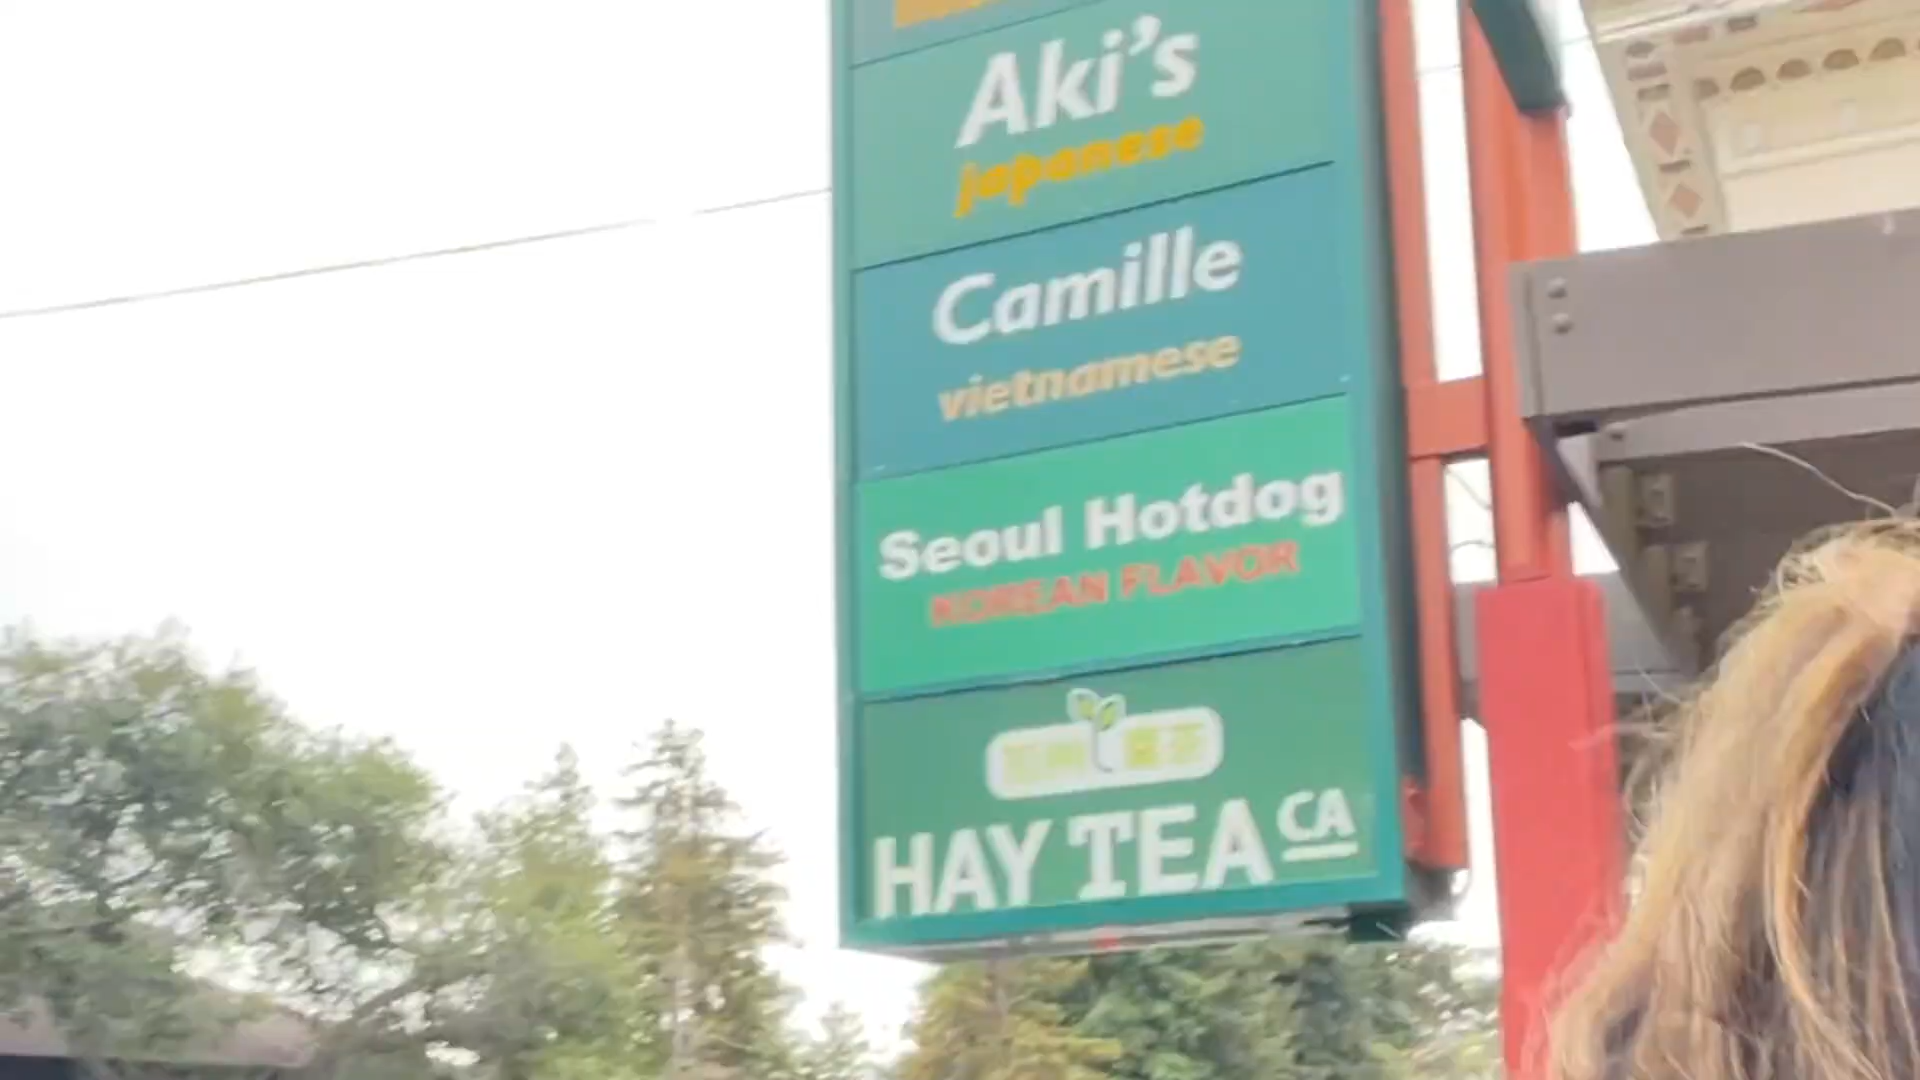 Aki's
japanese
Camille
vietnamese
Seoul Hotdog
KOREAN FLAVOR
HAY TEA CA